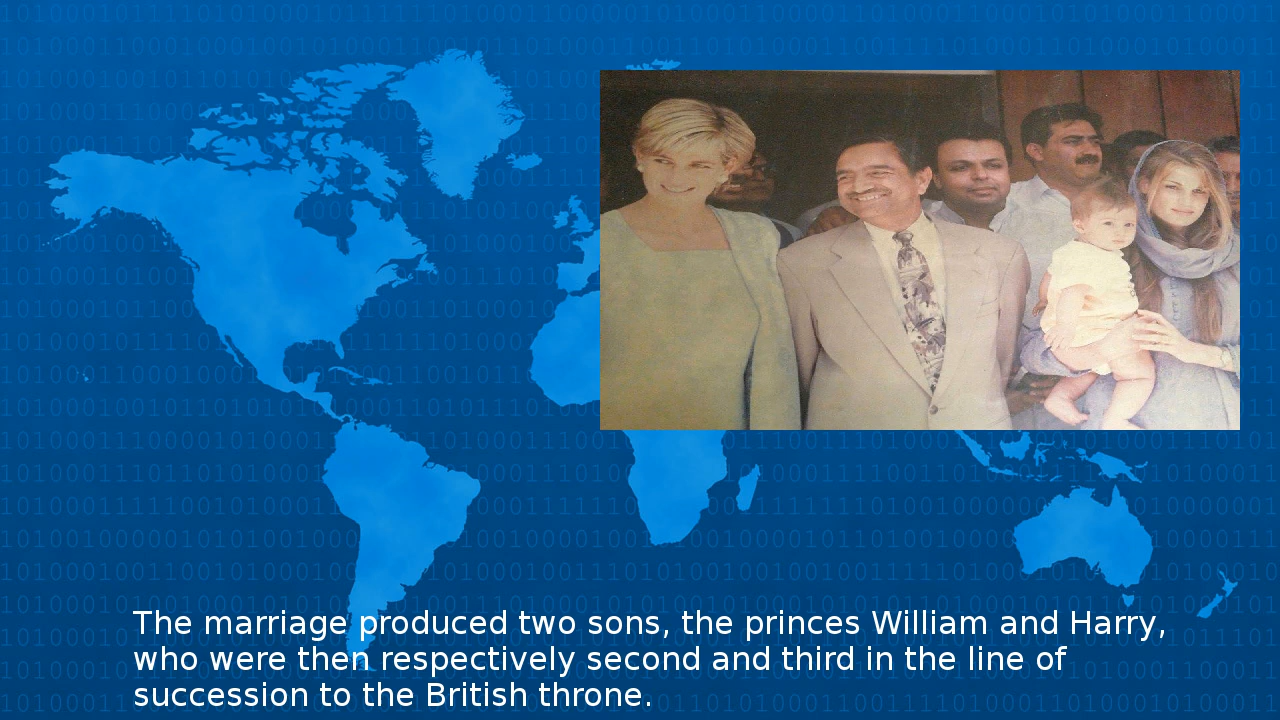 The marriage produced two sons, the princes William and Harry,
who were then respectively second and third in the line of
succession to the British throne.